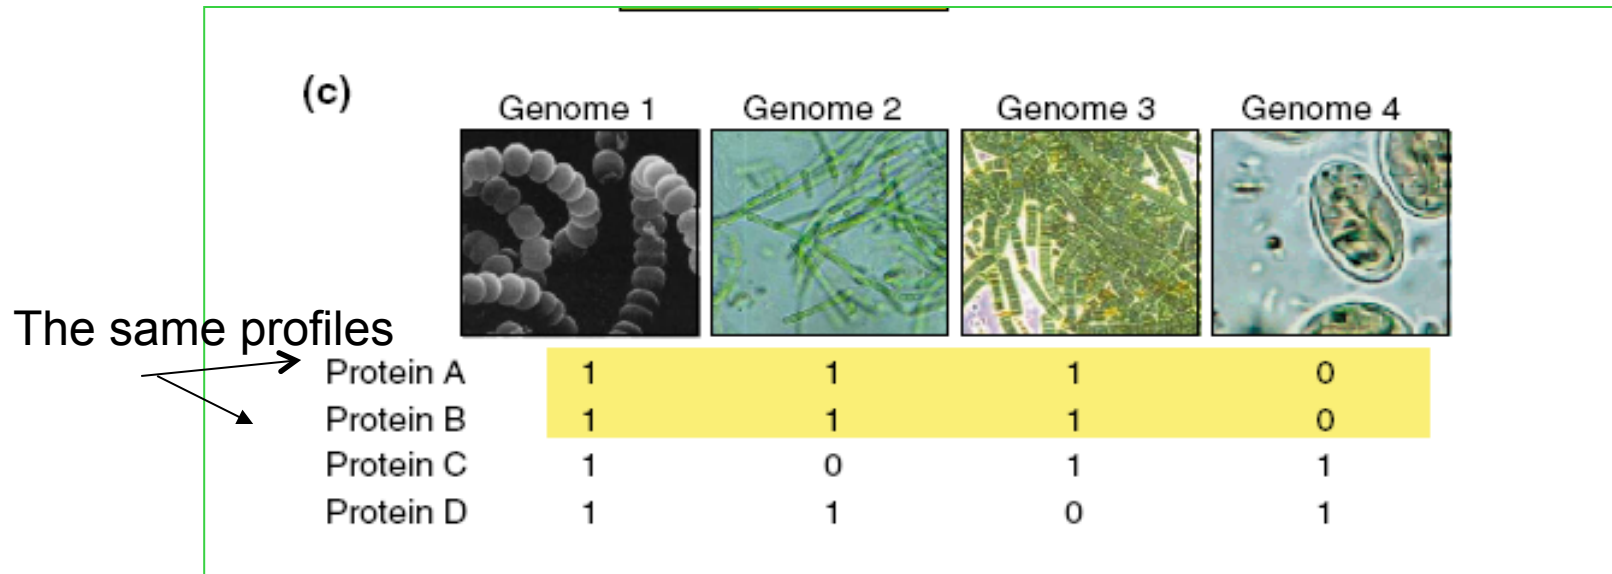 (c)
Genome 1 Genome 2 Genome 3 Genome 4
The same profiles
Protein A 1 1 1 0
Protein B 1 1 1 0
Protein C 1 0 1 1
Protein D 1 1 0 1